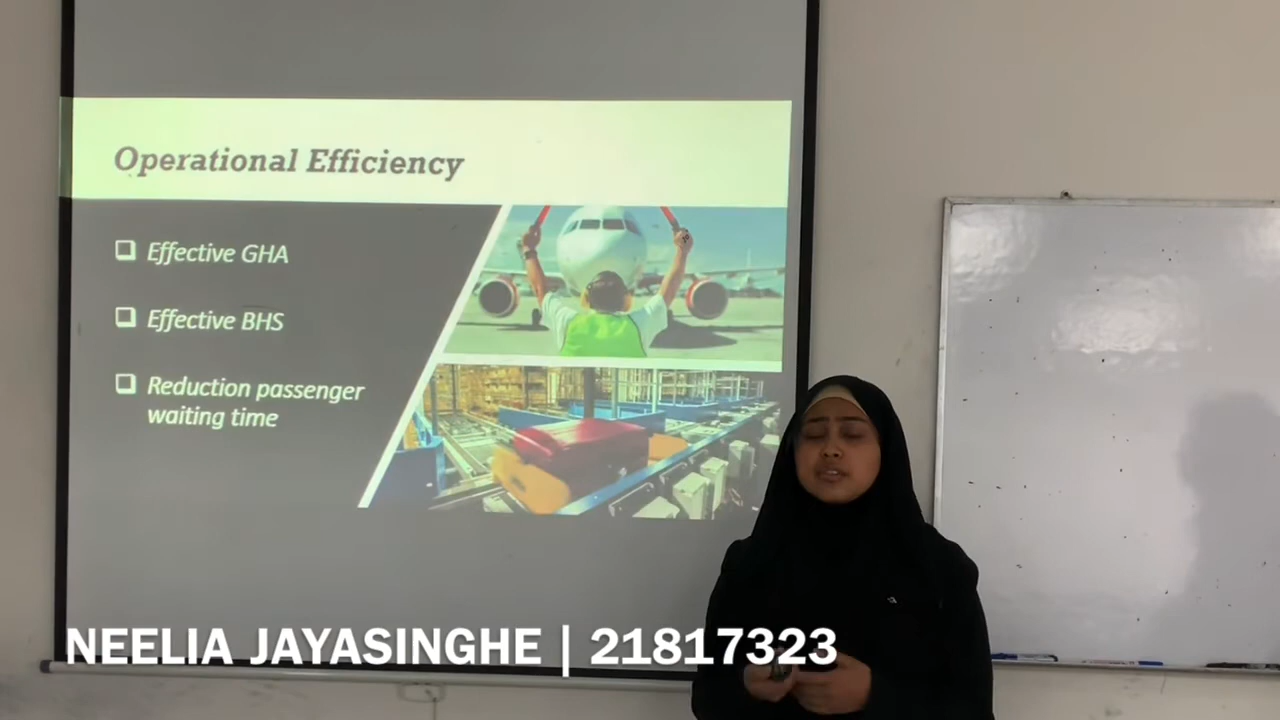 Operational Efficiency
❑ Effective GHA
❑ Effective BHS
❑ Reduction passenger
waiting time
NEELIA JAYASINGHE | 21817323